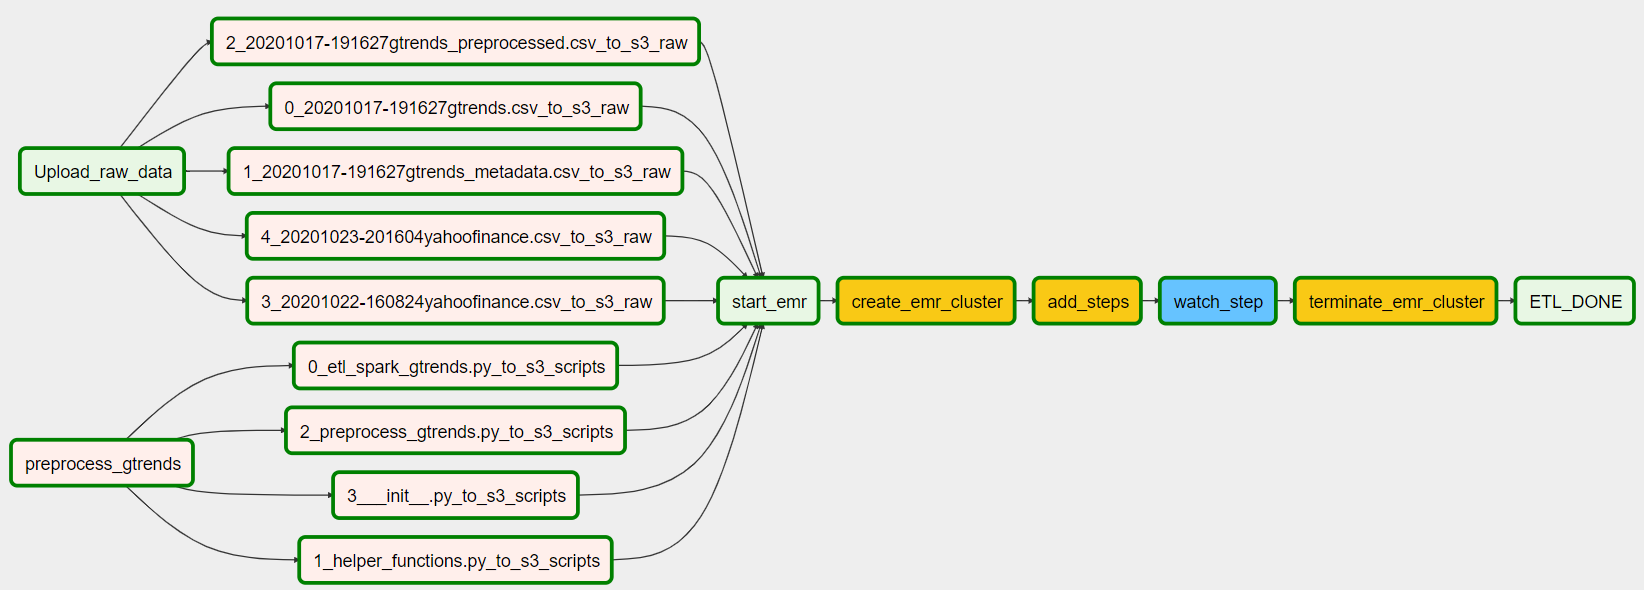 2_20201017-191627gtrends_preprocessed.csv_to_s3_raw
0_20201017-191627gtrends.csv_to_s3_raw
Upload_raw_data
1_20201017-191627gtrends_metadata.csv_to_s3_raw
4_20201023-201604yahoofinance.csv_to_s3_raw
3_20201022-160824yahoofinance.csv_to_s3_raw
start_emr
create_emr_cluster
add_steps
watch_step
terminate_emr_cluster
ETL_DONE
0_etl_spark_gtrends.py_to_s3_scripts
2_preprocess_gtrends.py_to_s3_scripts
preprocess_gtrends
3___init__.py_to_s3_scripts
1_helper_functions.py_to_s3_scripts